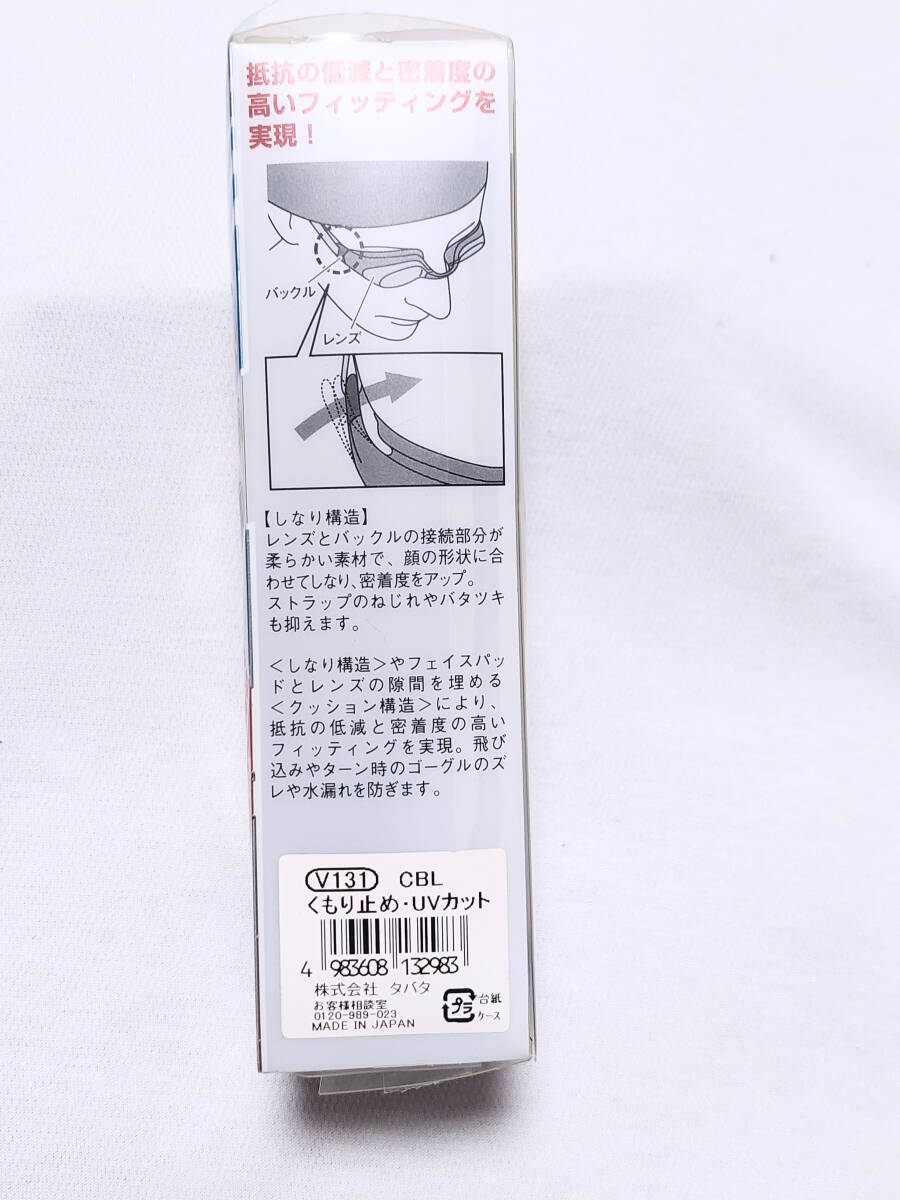 抵抗の低減と密着度の
高いフィッティングを
実現！
バックル
レンズ
【しなり構造】
レンズとバックルの接続部分が
柔らかい素材で、顔の形状に合
わせてしなり、密着度をアップ。
ストラップのねじれやバタツキ
も抑えます。
＜しなり構造＞やフェイスパッ
ドとレンズの隙間を埋める
＜クッション構造＞により、
抵抗の低減と密着度の高い
フィッティングを実現。飛び
込みやターン時のゴーグルのズ
レや水漏れを防ぎます。
V131 CBL
くもり止め・UVカット
4 983608 132983
株式会社 タバタ
お客様相談室
0120-989-023
MADE IN JAPAN
プラ 台紙
ケース